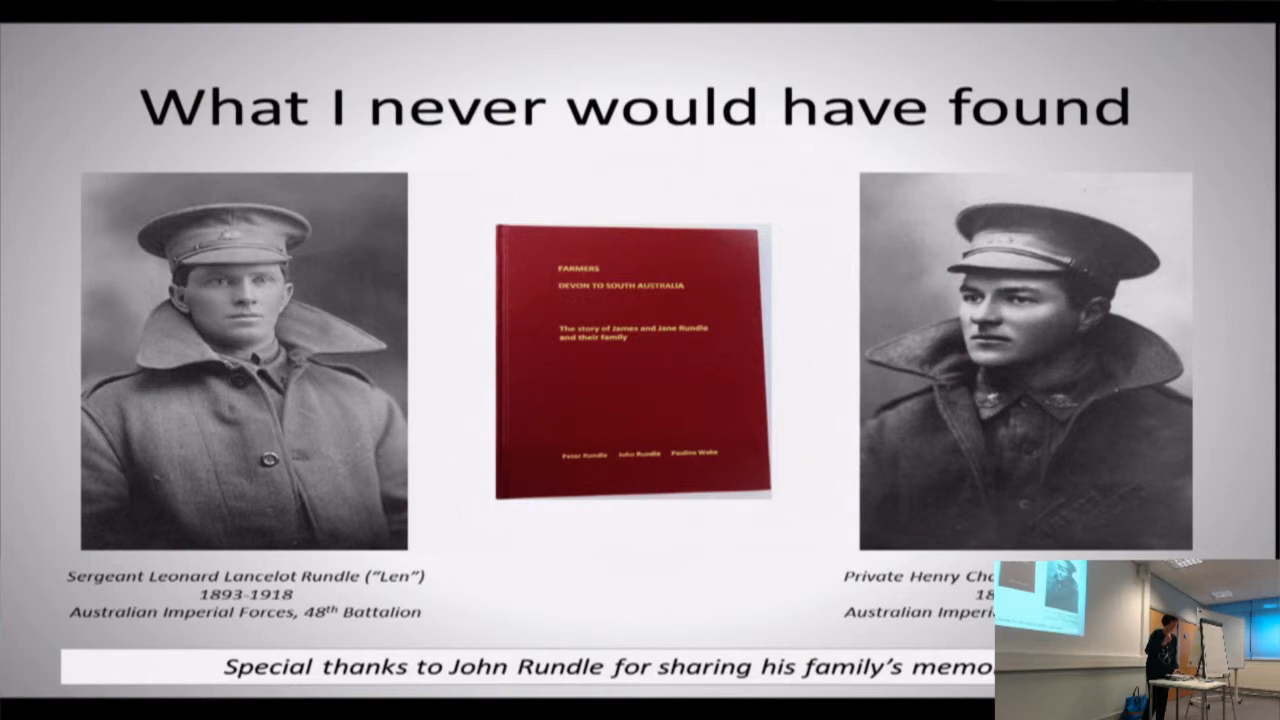 What I never would have found
FARMERS
DEVON TO SOUTH AUSTRALIA
The story of James and Jane Rundle
and their family
Peter Rundle John Rundle Pauline Wake
Sergeant Leonard Lancelot Rundle (“Len”)
1893-1918
Australian Imperial Forces, 48th Battalion
Private Henry
18
Australian
Special thanks to John Rundle for sharing his family’s